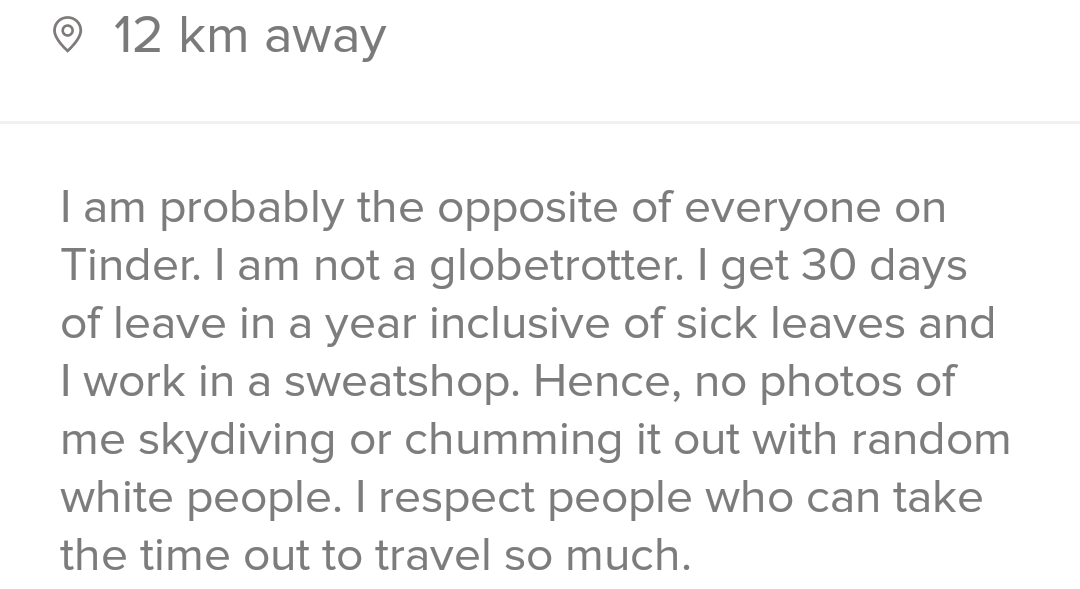 12 km away
I am probably the opposite of everyone on
Tinder. I am not a globetrotter. I get 30 days
of leave in a year inclusive of sick leaves and
I work in a sweatshop. Hence, no photos of
me skydiving or chumming it out with random
white people. I respect people who can take
the time out to travel so much.